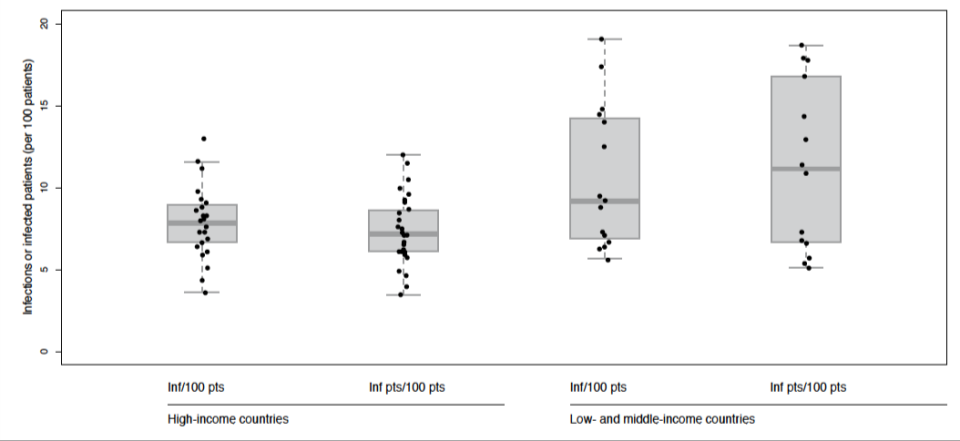 Infections or infected patients (per 100 patients)
20
15
10
5
0
Inf/100 pts Inf pts/100 pts Inf/100 pts Inf pts/100 pts
High-income countries Low- and middle-income countries